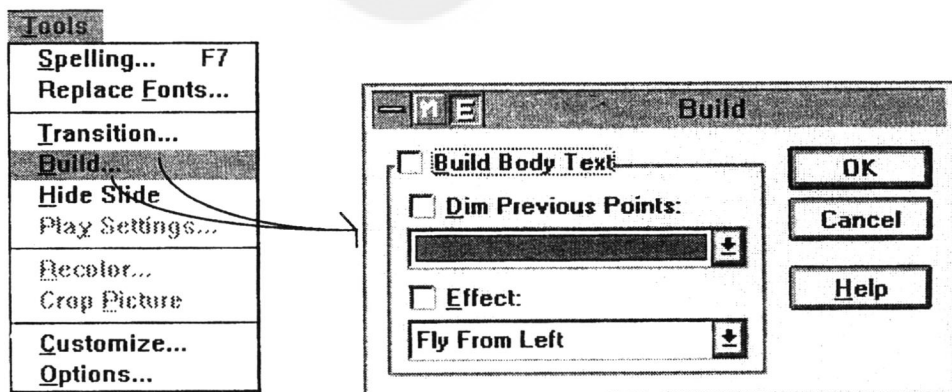 Tools
Spelling... F7
Replace Fonts...
Transition...
Build...
Hide Slide
Play Settings...
Recolor...
Crop Picture
Customize...
Options...
M E Build
Build Body Text
Dim Previous Points:
Effect:
Fly From Left
OK
Cancel
Help